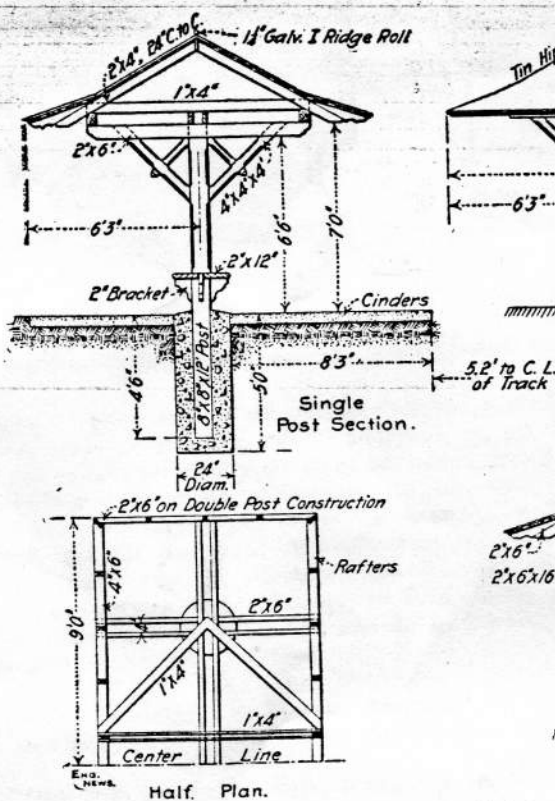 2"x4", 24" C. to C.
1¼" Galv. I Ridge Roll
Tin Hip
1"x4"
2"x6"
4"x4"x4"
6'3"
6'6"
7'0"
6'3"
2"x12"
2" Bracket
Cinders
4'6"
8"x8"x12' Post
5'0"
8'3"
5.2' to C. L.
of Track
Single
Post Section.
24"
Diam.
2"x6" on Double Post Construction
2"x6"
2"x6"x16
4"x6"
Rafters
9'0"
2"x6"
1"x4"
1"x4"
Center Line
ENG.
NEWS.
Half Plan.